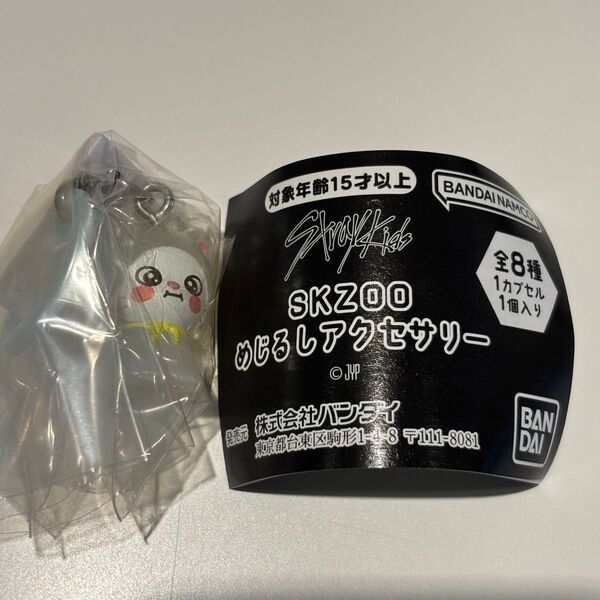 対象年齢15才以上
BANDAI NAMCO
Stray Kids
全8種
1カプセル
1個入り
SKZOO
めじるしアクセサリー
© JYP
発売元 株式会社バンダイ
東京都台東区駒形1-4-8 〒111-8081
BAN
DAI